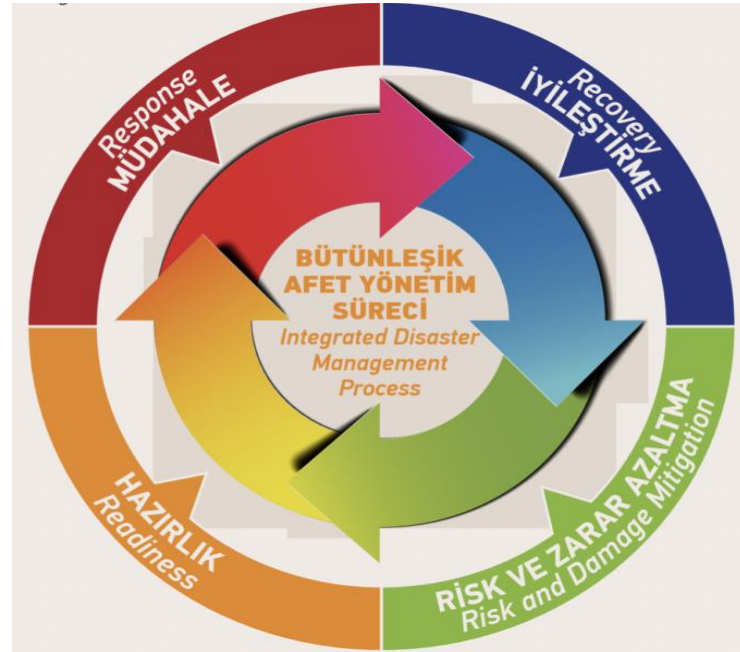 Response
MÜDAHALE
Recovery
İYİLEŞTİRME
BÜTÜNLEŞİK
AFET YÖNETİM
SÜRECİ
Integrated Disaster
Management
Process
HAZIRLIK
Readiness
RİSK VE ZARAR AZALTMA
Risk and Damage Mitigation